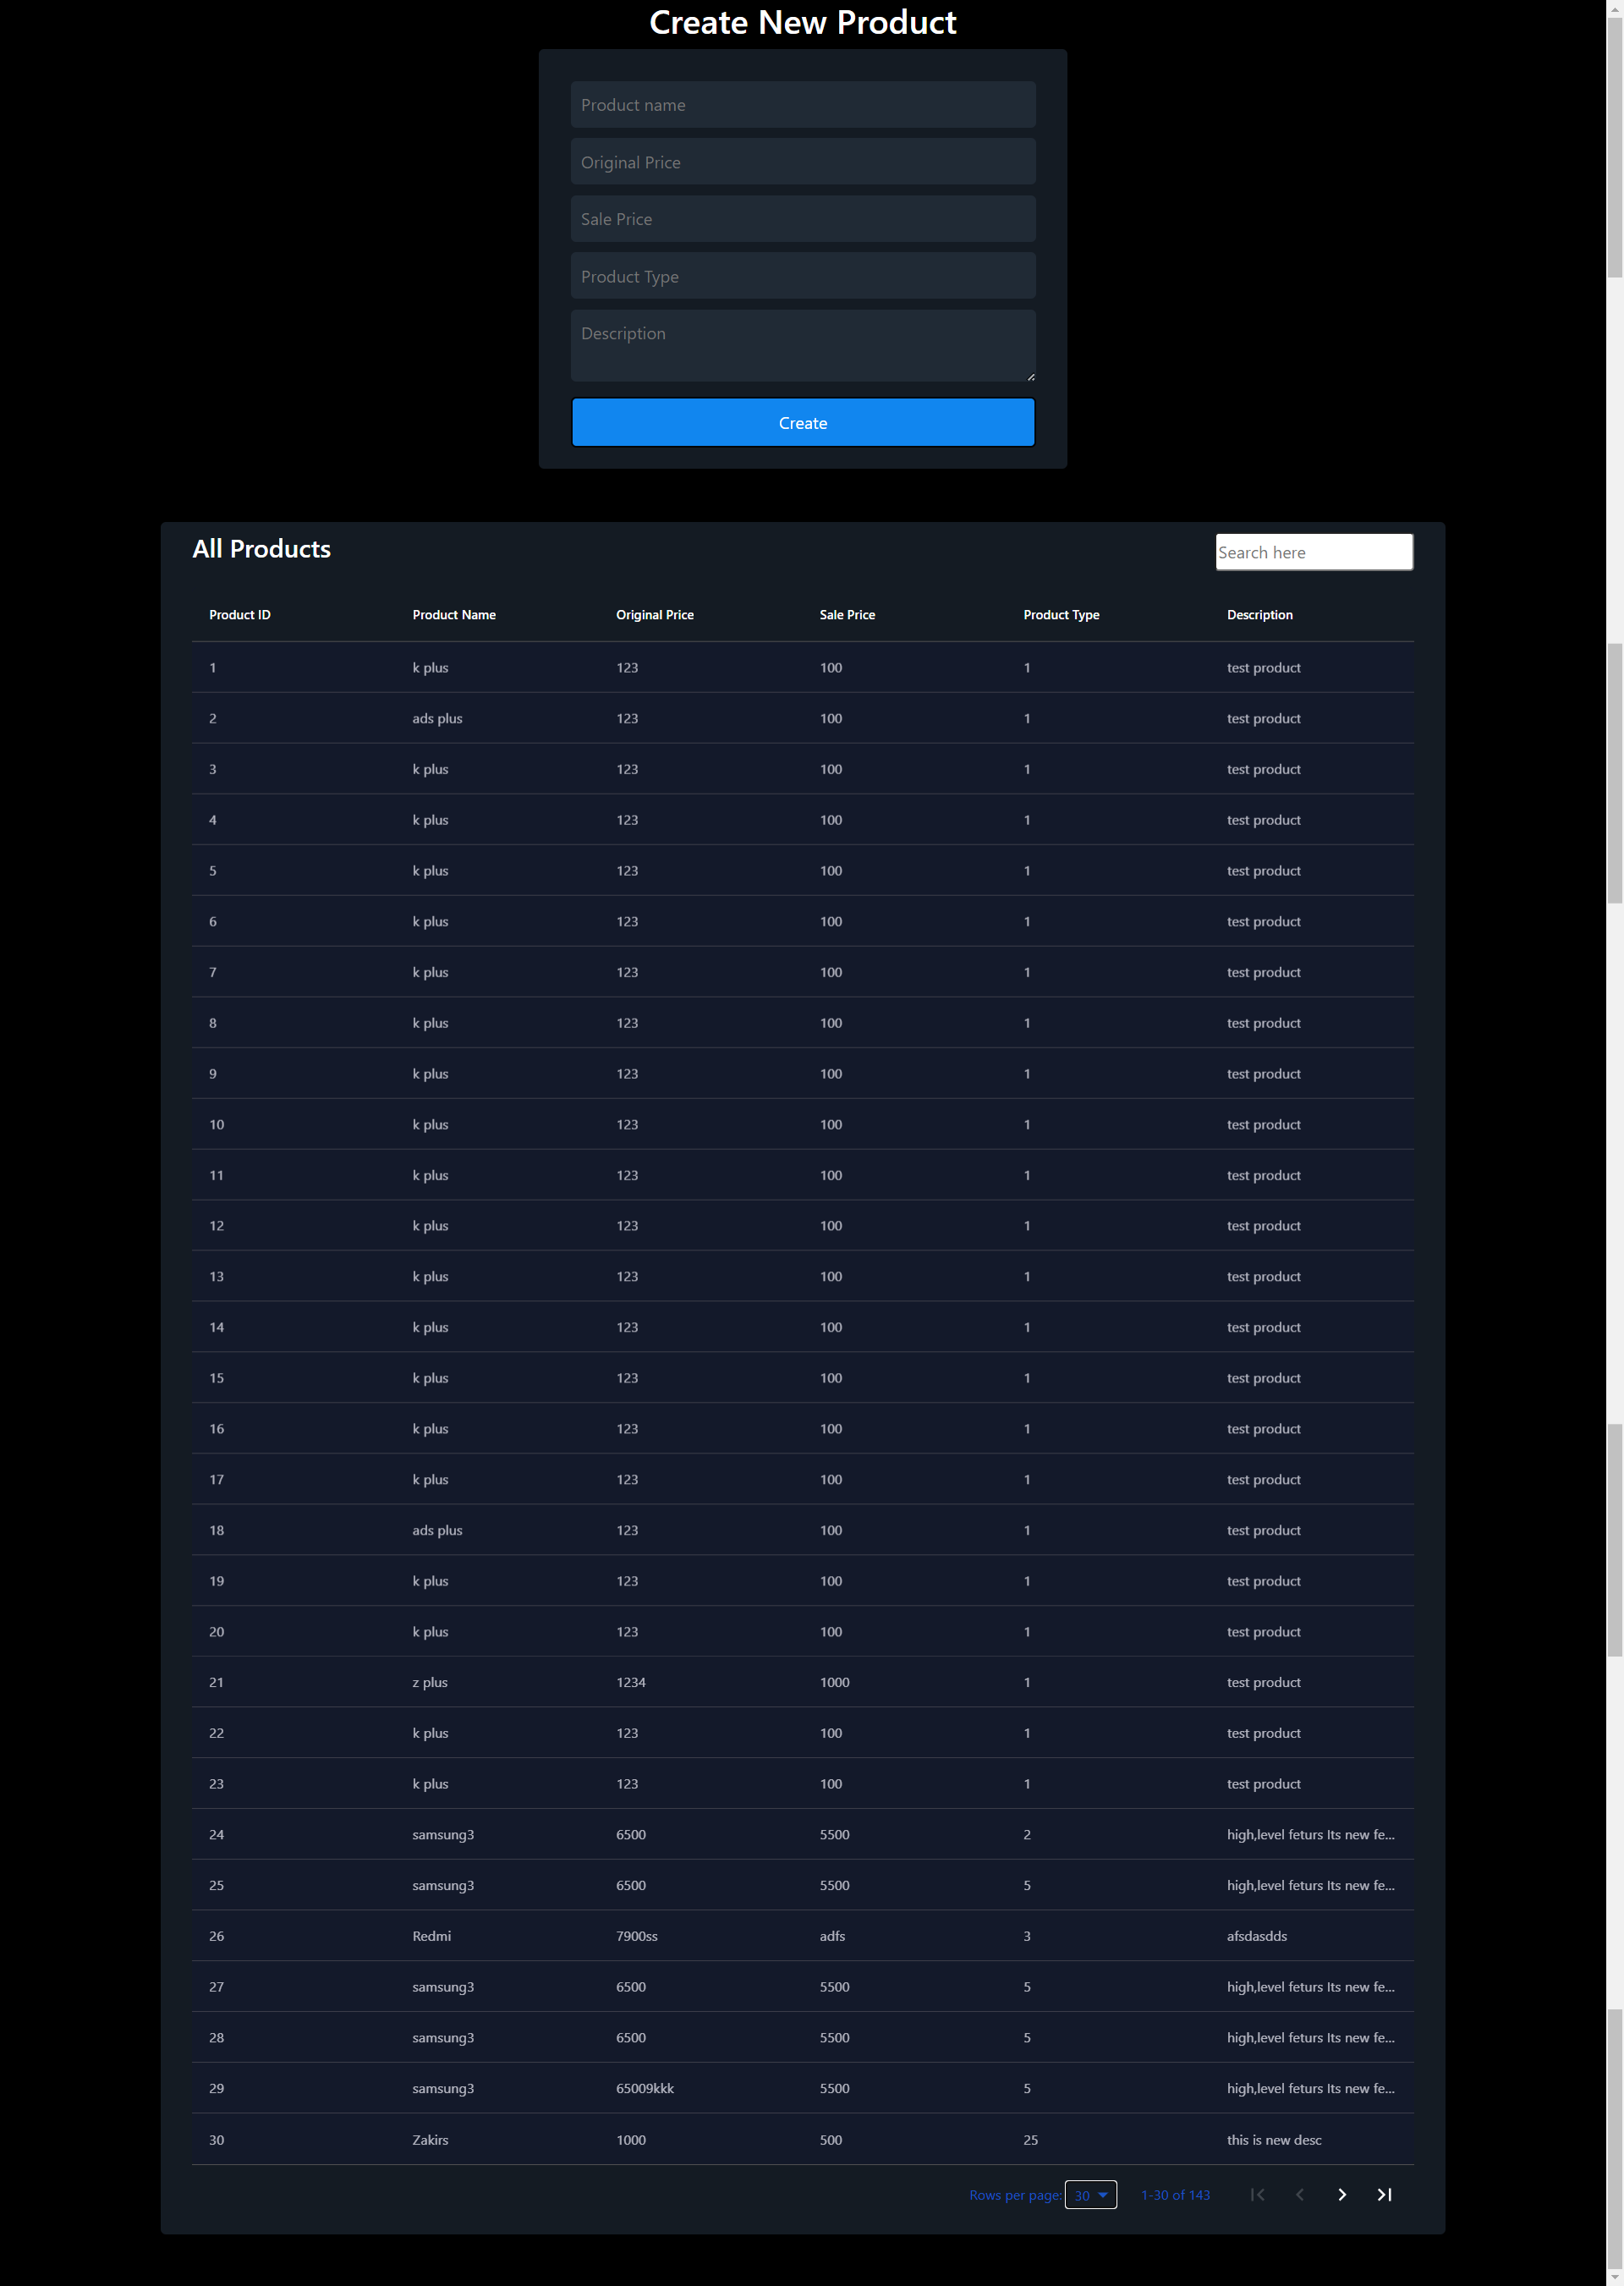 Create New Product
Product name
Original Price
Sale Price
Product Type
Description
Create
All Products
Search here
Product ID Product Name Original Price Sale Price Product Type Description
1 k plus 123 100 1 test product
2 ads plus 123 100 1 test product
3 k plus 123 100 1 test product
4 k plus 123 100 1 test product
5 k plus 123 100 1 test product
6 k plus 123 100 1 test product
7 k plus 123 100 1 test product
8 k plus 123 100 1 test product
9 k plus 123 100 1 test product
10 k plus 123 100 1 test product
11 k plus 123 100 1 test product
12 k plus 123 100 1 test product
13 k plus 123 100 1 test product
14 k plus 123 100 1 test product
15 k plus 123 100 1 test product
16 k plus 123 100 1 test product
17 k plus 123 100 1 test product
18 ads plus 123 100 1 test product
19 k plus 123 100 1 test product
20 k plus 123 100 1 test product
21 z plus 1234 1000 1 test product
22 k plus 123 100 1 test product
23 k plus 123 100 1 test product
24 samsung3 6500 5500 2 high,level feturs Its new fe...
25 samsung3 6500 5500 5 high,level feturs Its new fe...
26 Redmi 7900ss adfs 3 afsdasdds
27 samsung3 6500 5500 5 high,level feturs Its new fe...
28 samsung3 6500 5500 5 high,level feturs Its new fe...
29 samsung3 65009kkk 5500 5 high,level feturs Its new fe...
30 Zakirs 1000 500 25 this is new desc
Rows per page: 30 1-30 of 143